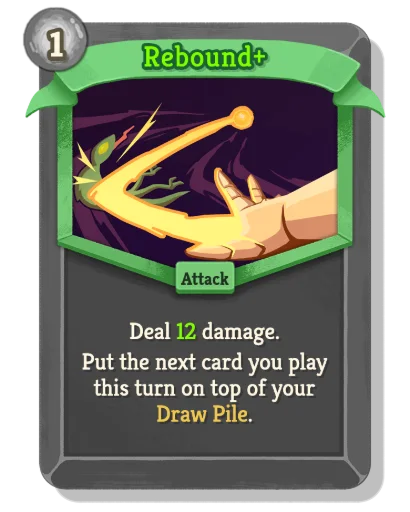 1
Rebound+
Attack
Deal 12 damage.
Put the next card you play
this turn on top of your
Draw Pile.